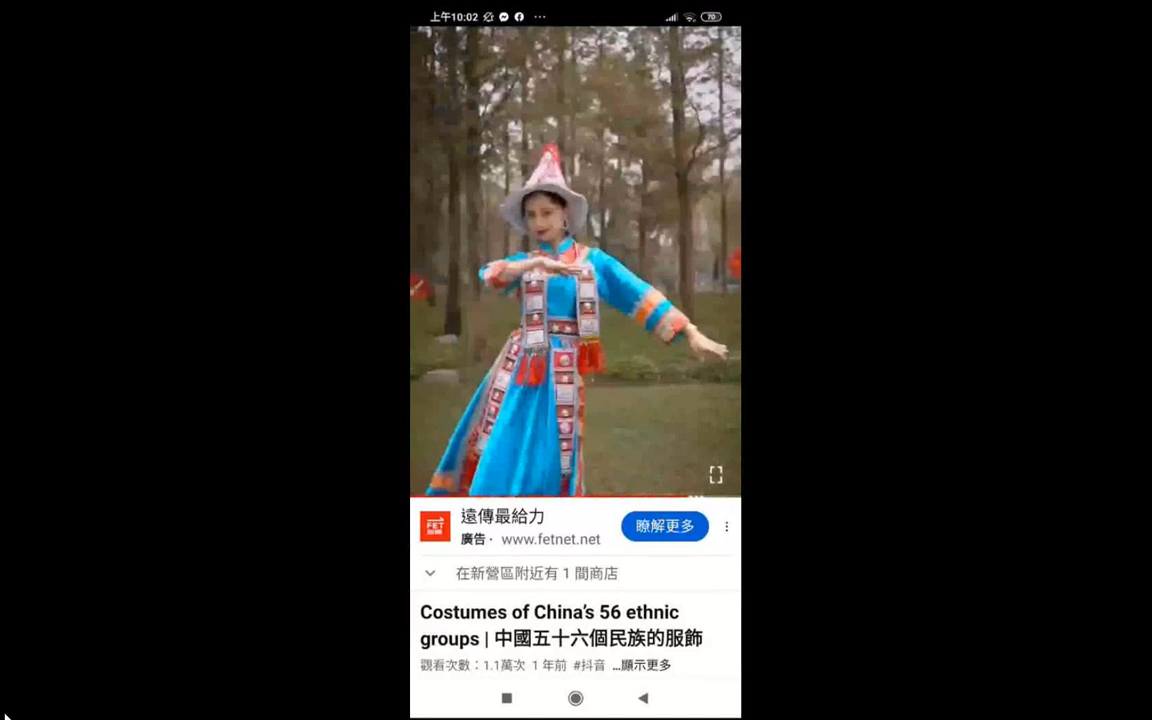 上午10:02
70
FET
遠傳最給力
瞭解更多
廣告· www.fetnet.net
在新營區附近有 1 間商店
Costumes of China’s 56 ethnic
groups | 中國五十六個民族的服飾
觀看次數：1.1萬次 1 年前 #抖音 ...顯示更多